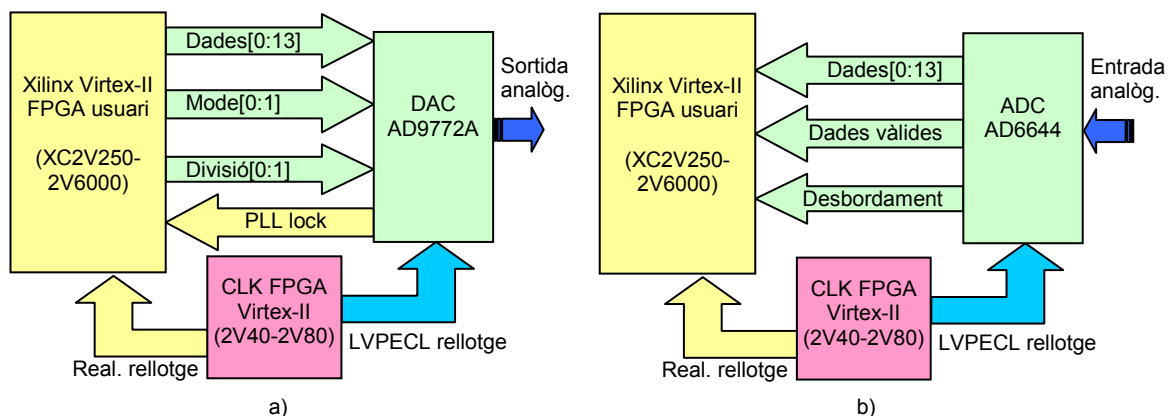 Xilinx Virtex-II
FPGA usuari
(XC2V250-
2V6000)
Dades[0:13]
Mode[0:1]
Divisió[0:1]
PLL lock
DAC
AD9772A
Sortida
analòg.
CLK FPGA
Virtex-II
(2V40-2V80)
Real. rellotge
LVPECL rellotge
a)
Xilinx Virtex-II
FPGA usuari
(XC2V250-
2V6000)
Dades[0:13]
Dades vàlides
Desbordament
ADC
AD6644
Entrada
analòg.
CLK FPGA
Virtex-II
(2V40-2V80)
Real. rellotge
LVPECL rellotge
b)